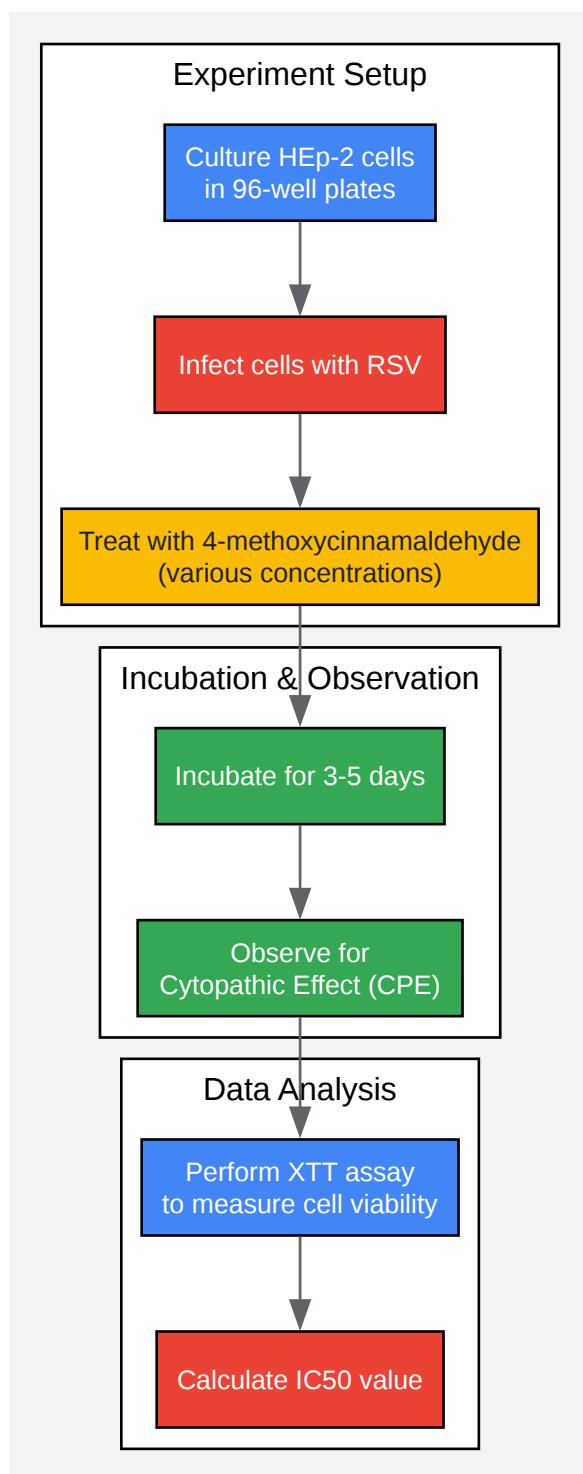 Experiment Setup
Culture HEp-2 cells
in 96-well plates
Infect cells with RSV
Treat with 4-methoxycinnamaldehyde
(various concentrations)
Incubation & Observation
Incubate for 3-5 days
Observe for
Cytopathic Effect (CPE)
Data Analysis
Perform XTT assay
to measure cell viability
Calculate IC50 value